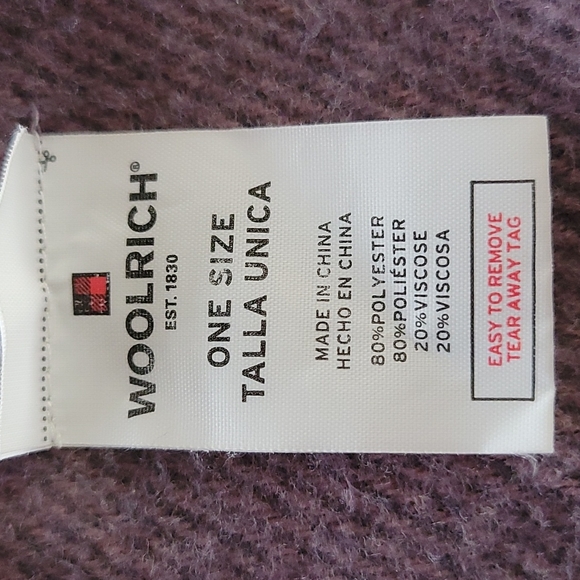 WOOLRICH®
EST. 1830
ONE SIZE
TALLA UNICA
MADE IN CHINA
HECHO EN CHINA
80%POLYESTER
80%POLIÉSTER
20%VISCOSE
20%VISCOSA
EASY TO REMOVE
TEAR AWAY TAG